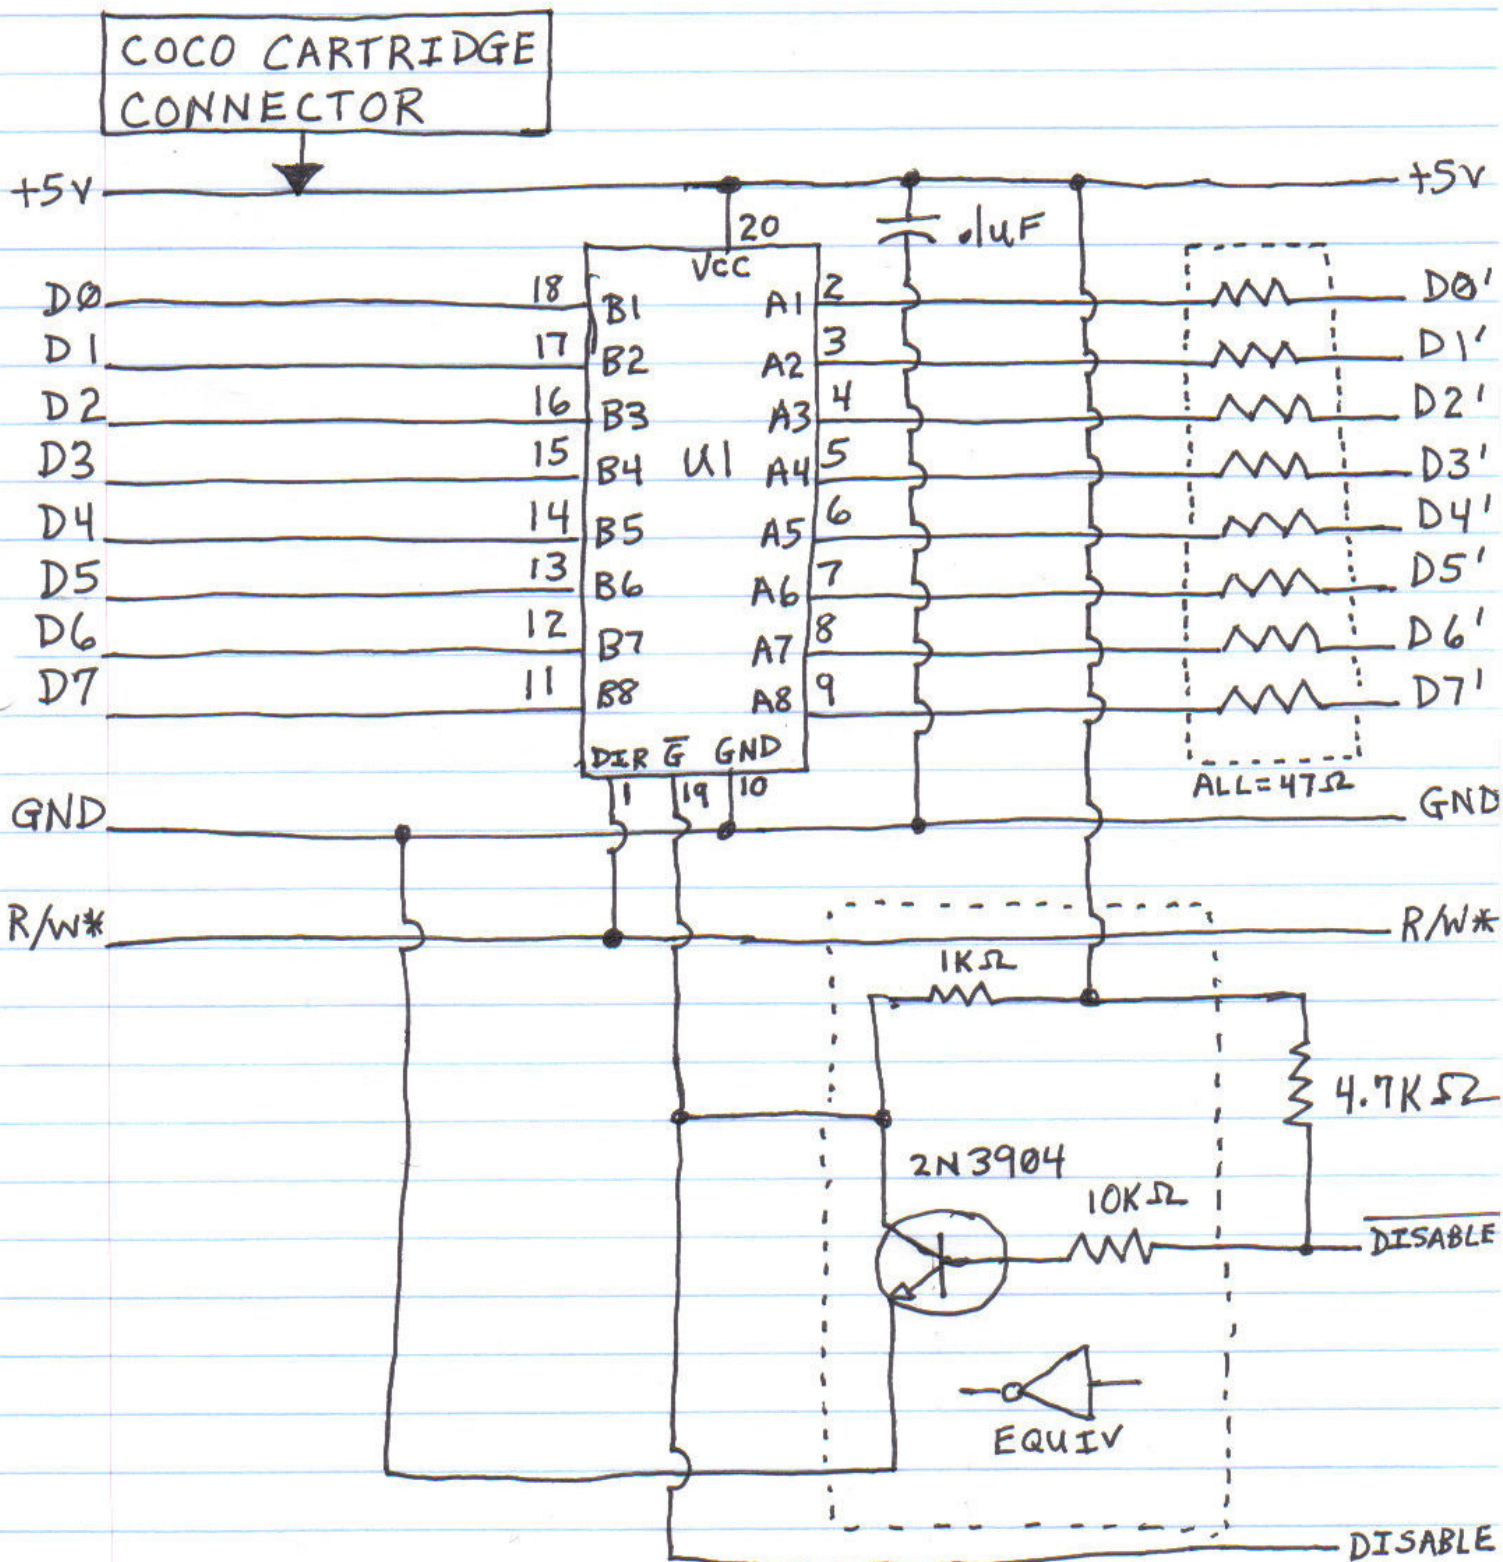 COCO CARTRIDGE
CONNECTOR
+5V
+5V
20
.1UF
VCC
DØ 18 B1 A1 2 DØ'
D1 17 B2 A2 3 D1'
D2 16 B3 A3 4 D2'
D3 15 B4 U1 A4 5 D3'
D4 14 B5 A5 6 D4'
D5 13 B6 A6 7 D5'
D6 12 B7 A7 8 D6'
D7 11 B8 A8 9 D7'
DIR G̅ GND
1 19 10
ALL=47Ω
GND
GND
R/W*
R/W*
1KΩ
4.7KΩ
2N3904
10KΩ
D̅I̅S̅A̅B̅L̅E̅
EQUIV
DISABLE